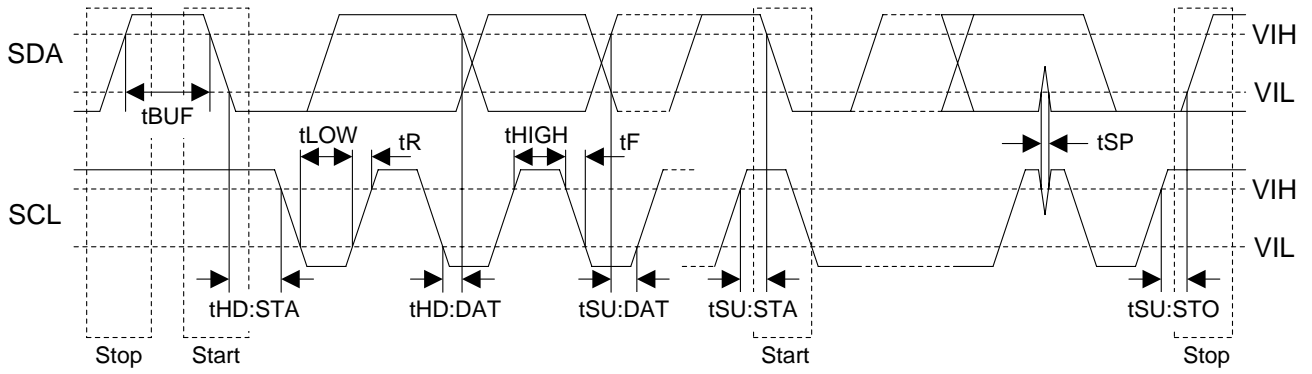 VIH
SDA
VIL
tBUF
tLOW
tR
tHIGH
tF
tSP
VIH
SCL
VIL
tHD:STA
tHD:DAT
tSU:DAT
tSU:STA
tSU:STO
Stop
Start
Start
Stop